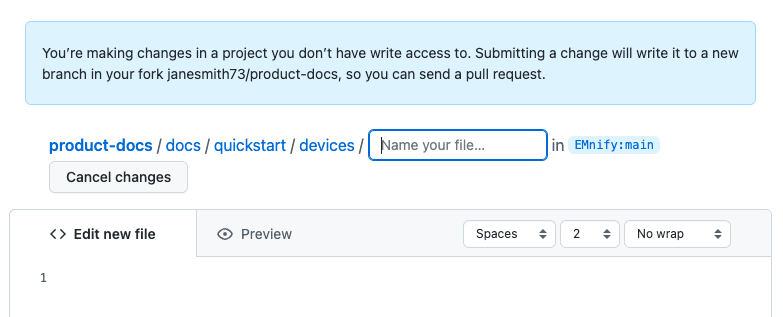 You’re making changes in a project you don’t have write access to. Submitting a change will write it to a new
branch in your fork janesmith73/product-docs, so you can send a pull request.
product-docs / docs / quickstart / devices / Name your file... in EMnify:main
Cancel changes
Edit new file Preview Spaces 2 No wrap
1